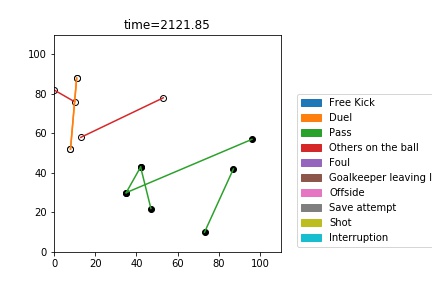 time=2121.85
100
80
60
40
20
0
0 20 40 60 80 100
Free Kick
Duel
Pass
Others on the ball
Foul
Goalkeeper leaving l
Offside
Save attempt
Shot
Interruption